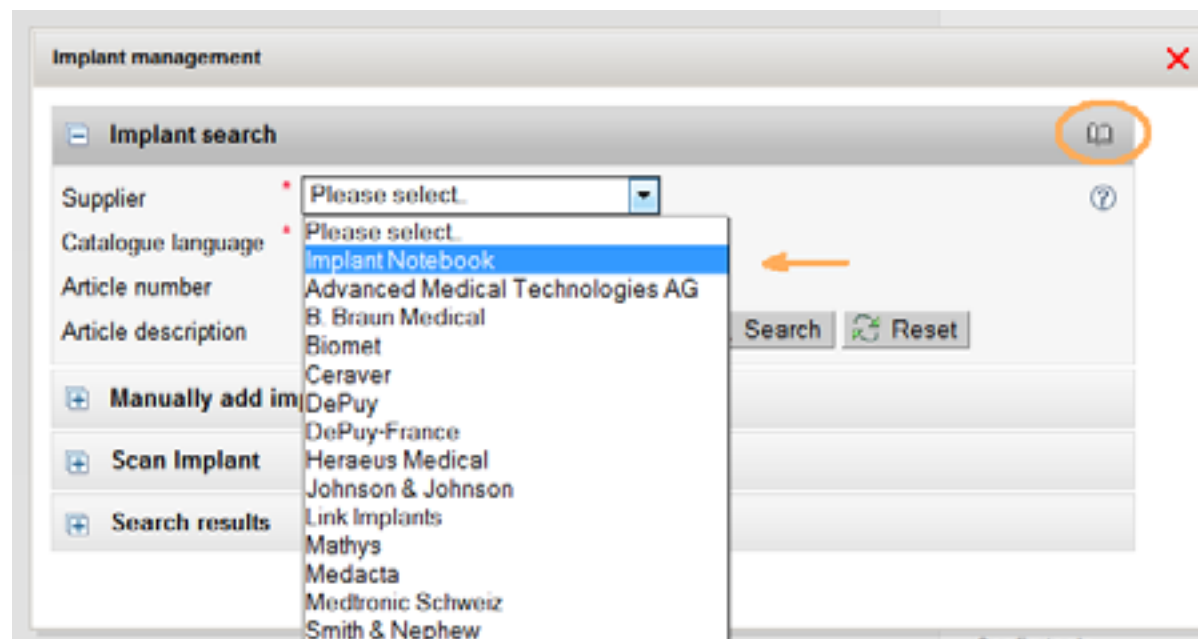 Implant management
Implant search
Supplier * Please select..
Please select..
Catalogue language *
Implant Notebook
Article number
Advanced Medical Technologies AG
Article description
B. Braun Medical
Search Reset
Biomet
Ceraver
Manually add im
DePuy
DePuy-France
Scan Implant
Heraeus Medical
Johnson & Johnson
Search results
Link Implants
Mathys
Medacta
Medtronic Schweiz
Smith & Nephew